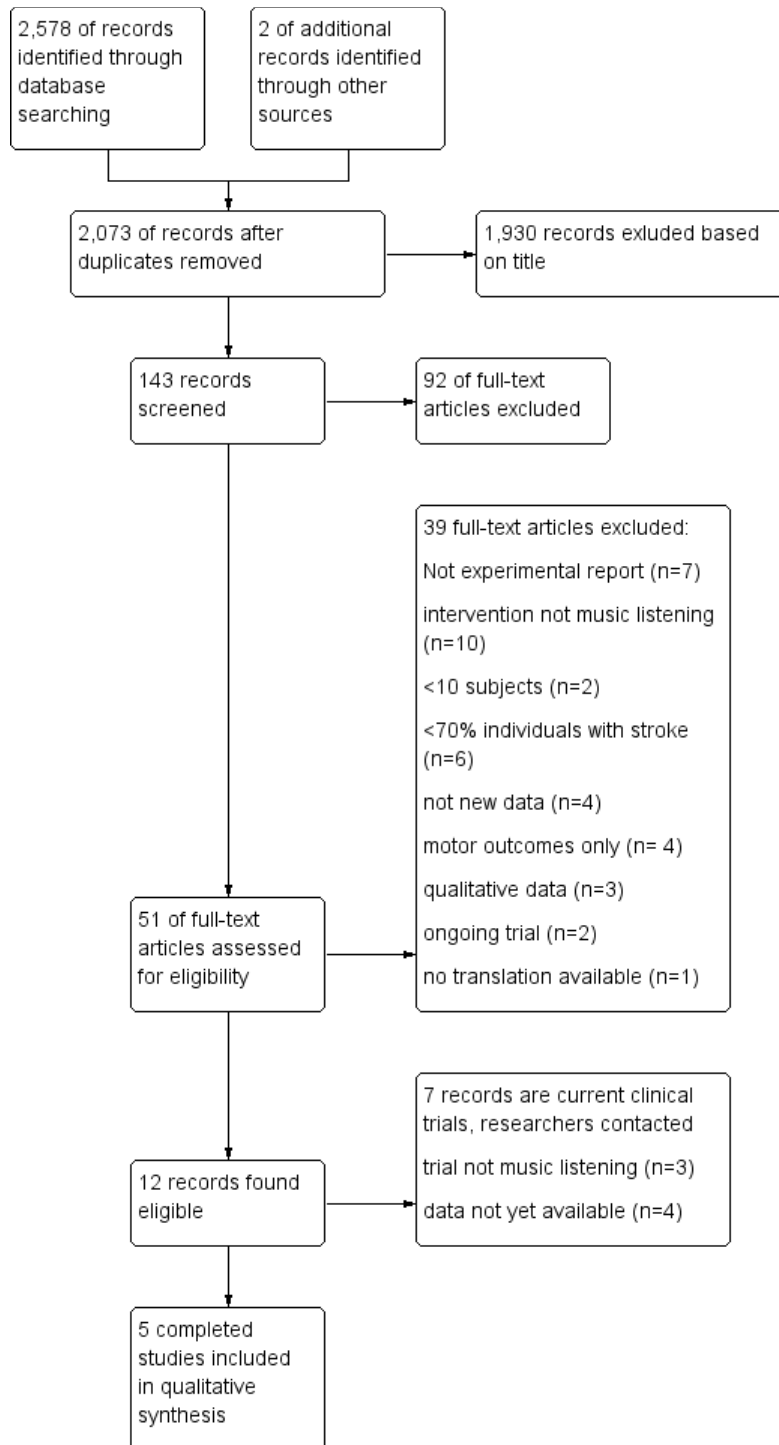 2,578 of records
identified through
database
searching
2 of additional
records identified
through other
sources
2,073 of records after
duplicates removed
1,930 records exluded based
on title
143 records
screened
92 of full-text
articles excluded
39 full-text articles excluded:
Not experimental report (n=7)
intervention not music listening
(n=10)
<10 subjects (n=2)
<70% individuals with stroke
(n=6)
not new data (n=4)
motor outcomes only (n= 4)
qualitative data (n=3)
ongoing trial (n=2)
no translation available (n=1)
51 of full-text
articles assessed
for eligibility
7 records are current clinical
trials, researchers contacted
trial not music listening (n=3)
data not yet available (n=4)
12 records found
eligible
5 completed
studies included
in qualitative
synthesis